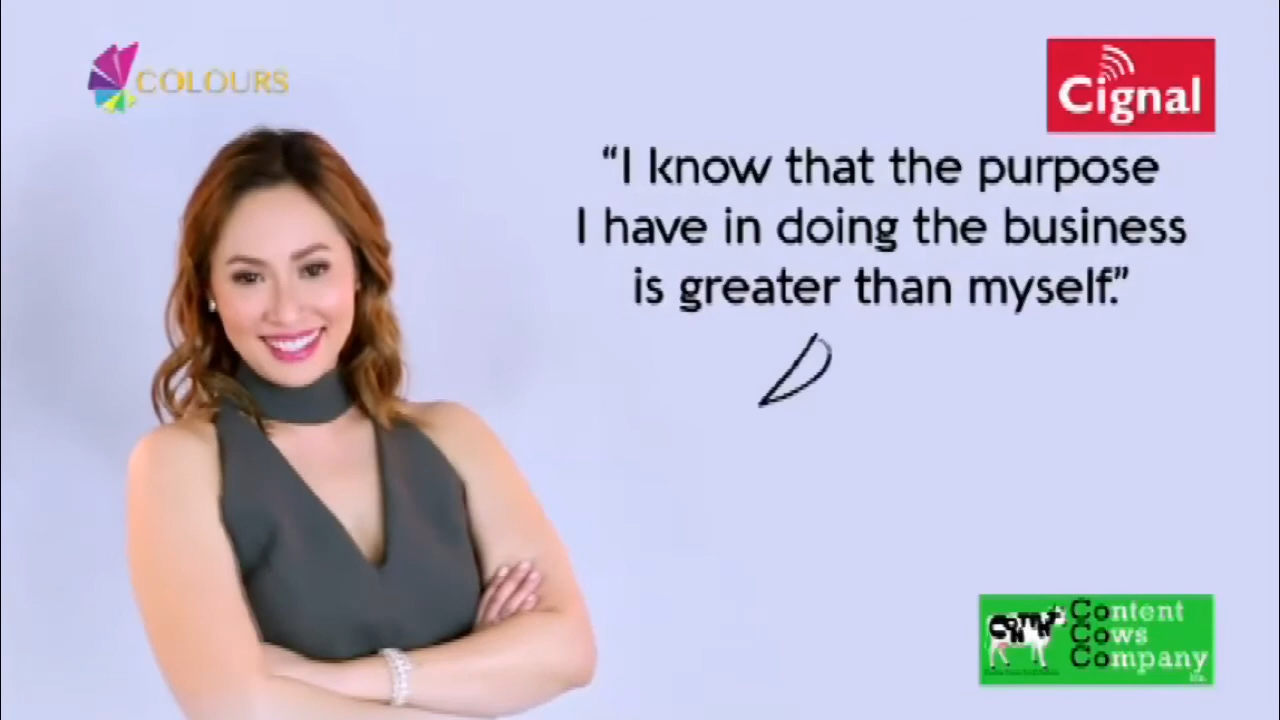 COLOURS
Cignal
“I know that the purpose
I have in doing the business
is greater than myself.”
Content
Cows
Company